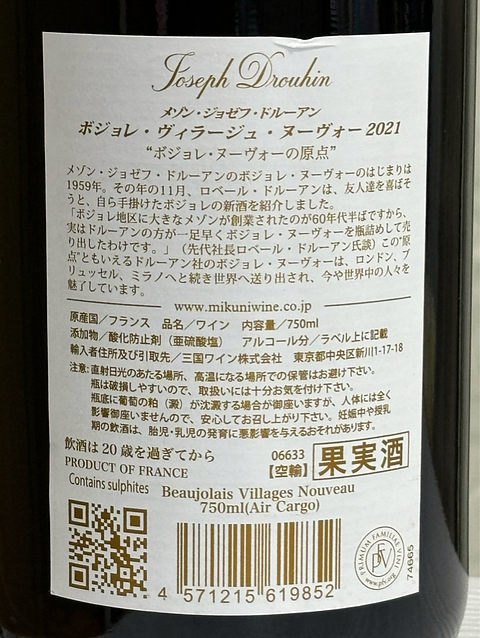 Joseph Drouhin
メゾン・ジョゼフ・ドルーアン
ボジョレ・ヴィラージュ・ヌーヴォー 2021
“ボジョレ・ヌーヴォーの原点”
メゾン・ジョゼフ・ドルーアンのボジョレ・ヌーヴォーのはじまりは
1959年。その年の11月、ロベール・ドルーアンは、友人達を喜ばそ
うと、自ら手掛けたボジョレの新酒を紹介しました。
「ボジョレ地区に大きなメゾンが創業されたのが60年代半ばですから、
実はドルーアンの方が一足早くボジョレ・ヌーヴォーを瓶詰めして売
り出したわけです。」（先代社長ロベール・ドルーアン氏談）この“原
点”ともいえるドルーアン社のボジョレ・ヌーヴォーは、ロンドン、ブ
リュッセル、ミラノへと続き世界へ送り出され、今や世界中の人々を
魅了しています。
www.mikuniwine.co.jp
原産国／フランス 品名／ワイン 内容量／750ml
添加物／酸化防止剤（亜硫酸塩） アルコール分／ラベル上に記載
輸入者住所及び引取先／三国ワイン株式会社 東京都中央区新川1-17-18
注意: 直射日光のあたる場所、高温になる場所での保管はお避け下さい。
瓶は破損しやすいので、取扱いには十分お気を付け下さい。
瓶底に葡萄の粕（澱）が沈澱する場合が御座いますが、人体には全く
影響御座いませんので、安心してお召し上がり下さい。妊娠中や授乳
期の飲酒は、胎児・乳児の発育に悪影響を与えるおそれがあります。
飲酒は20歳を過ぎてから
PRODUCT OF FRANCE
Contains sulphites
06633
【空輸】
果実酒
Beaujolais Villages Nouveau
750ml(Air Cargo)
4 571215 619852
PRIMUM FAMILIAE VINI
PFV
www.pfv.org
74665